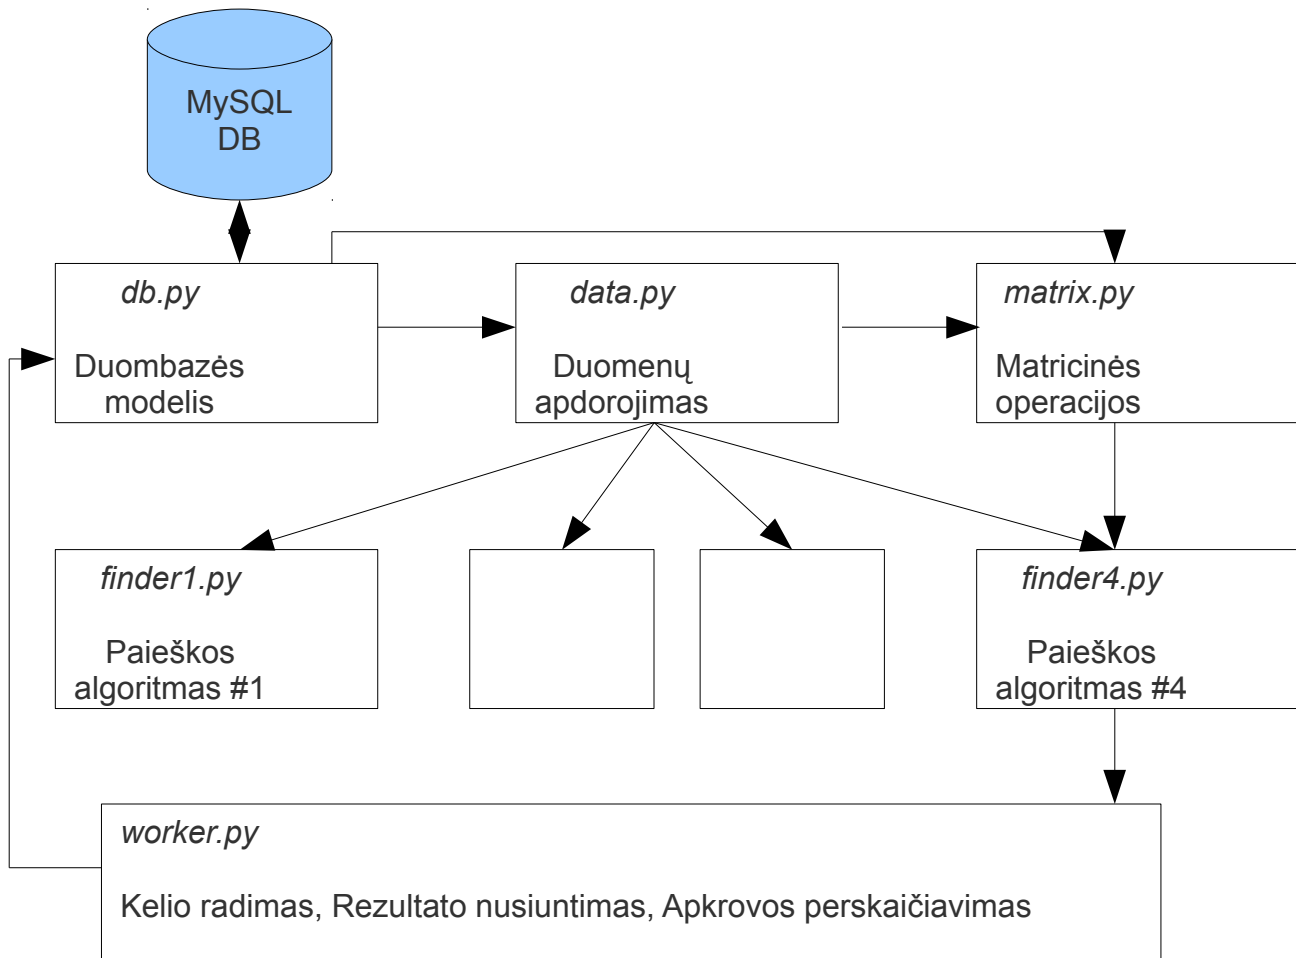 MySQL
DB
db.py
Duombazės
modelis
data.py
Duomenų
apdorojimas
matrix.py
Matricinės
operacijos
finder1.py
Paieškos
algoritmas #1
finder4.py
Paieškos
algoritmas #4
worker.py
Kelio radimas, Rezultato nusiuntimas, Apkrovos perskaičiavimas